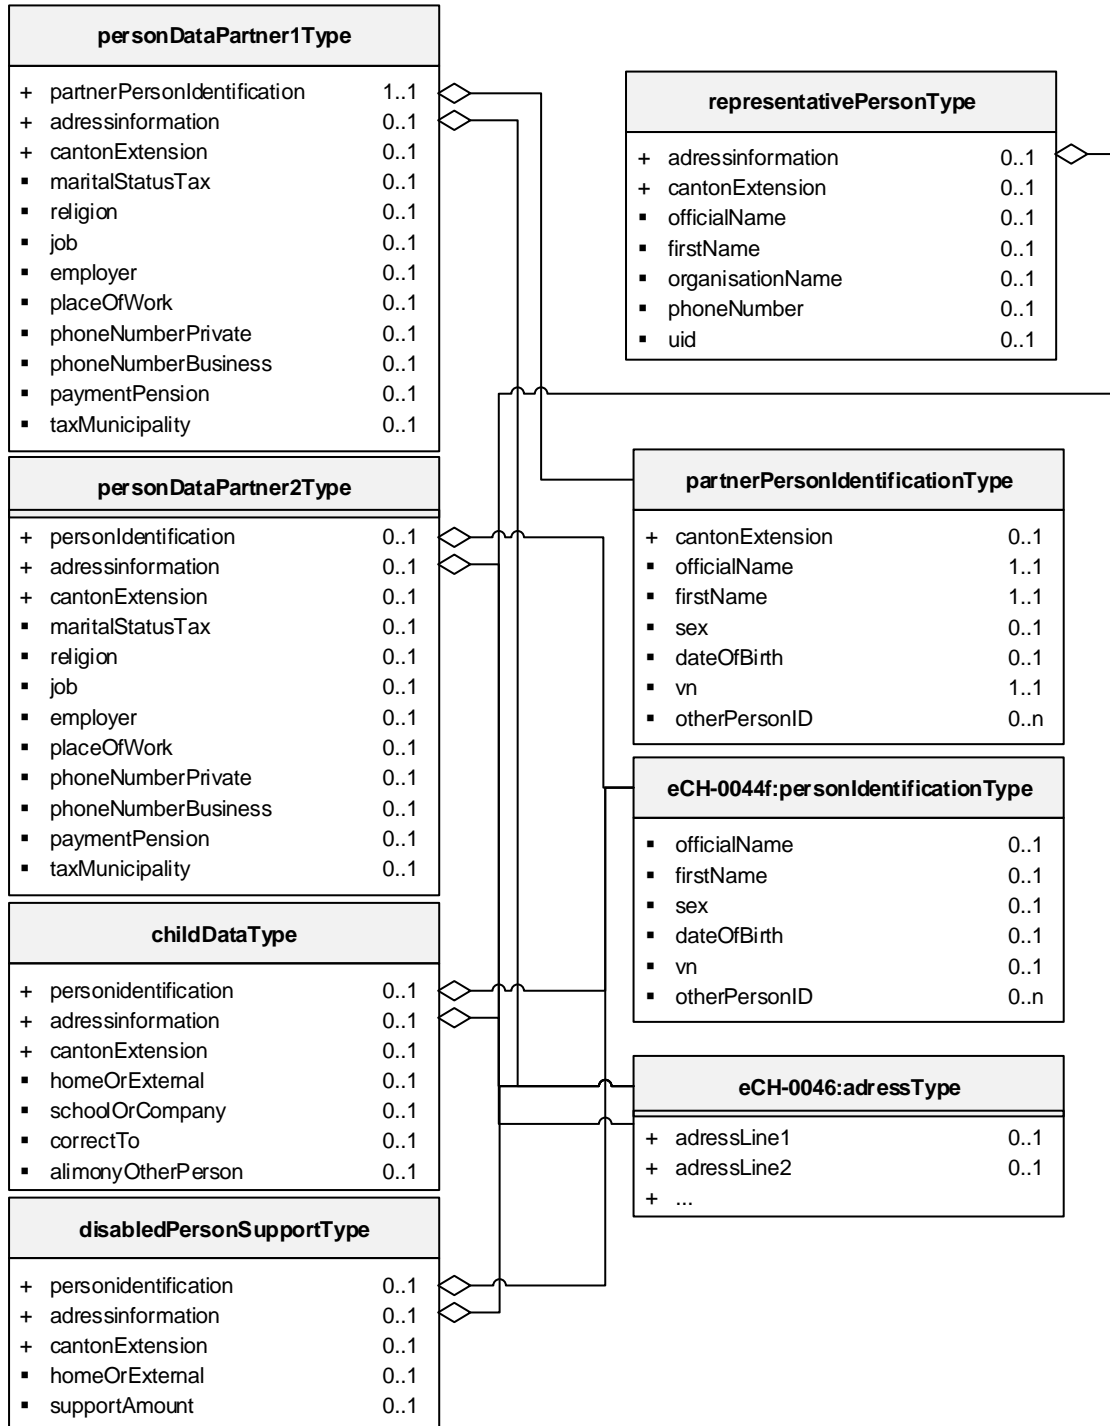 personDataPartner1Type
+ partnerPersonIdentification 1..1
+ adressinformation 0..1
+ cantonExtension 0..1
▪ maritalStatusTax 0..1
▪ religion 0..1
▪ job 0..1
▪ employer 0..1
▪ placeOfWork 0..1
▪ phoneNumberPrivate 0..1
▪ phoneNumberBusiness 0..1
▪ paymentPension 0..1
▪ taxMunicipality 0..1
representativePersonType
+ adressinformation 0..1
+ cantonExtension 0..1
▪ officialName 0..1
▪ firstName 0..1
▪ organisationName 0..1
▪ phoneNumber 0..1
▪ uid 0..1
personDataPartner2Type
+ personIdentification 0..1
+ adressinformation 0..1
+ cantonExtension 0..1
▪ maritalStatusTax 0..1
▪ religion 0..1
▪ job 0..1
▪ employer 0..1
▪ placeOfWork 0..1
▪ phoneNumberPrivate 0..1
▪ phoneNumberBusiness 0..1
▪ paymentPension 0..1
▪ taxMunicipality 0..1
partnerPersonIdentificationType
+ cantonExtension 0..1
▪ officialName 1..1
▪ firstName 1..1
▪ sex 0..1
▪ dateOfBirth 0..1
▪ vn 1..1
▪ otherPersonID 0..n
eCH-0044f:personIdentificationType
▪ officialName 0..1
▪ firstName 0..1
▪ sex 0..1
▪ dateOfBirth 0..1
▪ vn 0..1
▪ otherPersonID 0..n
childDataType
+ personidentification 0..1
+ adressinformation 0..1
+ cantonExtension 0..1
▪ homeOrExternal 0..1
▪ schoolOrCompany 0..1
▪ correctTo 0..1
▪ alimonyOtherPerson 0..1
eCH-0046:adressType
+ adressLine1 0..1
+ adressLine2 0..1
+ ...
disabledPersonSupportType
+ personidentification 0..1
+ adressinformation 0..1
+ cantonExtension 0..1
▪ homeOrExternal 0..1
▪ supportAmount 0..1